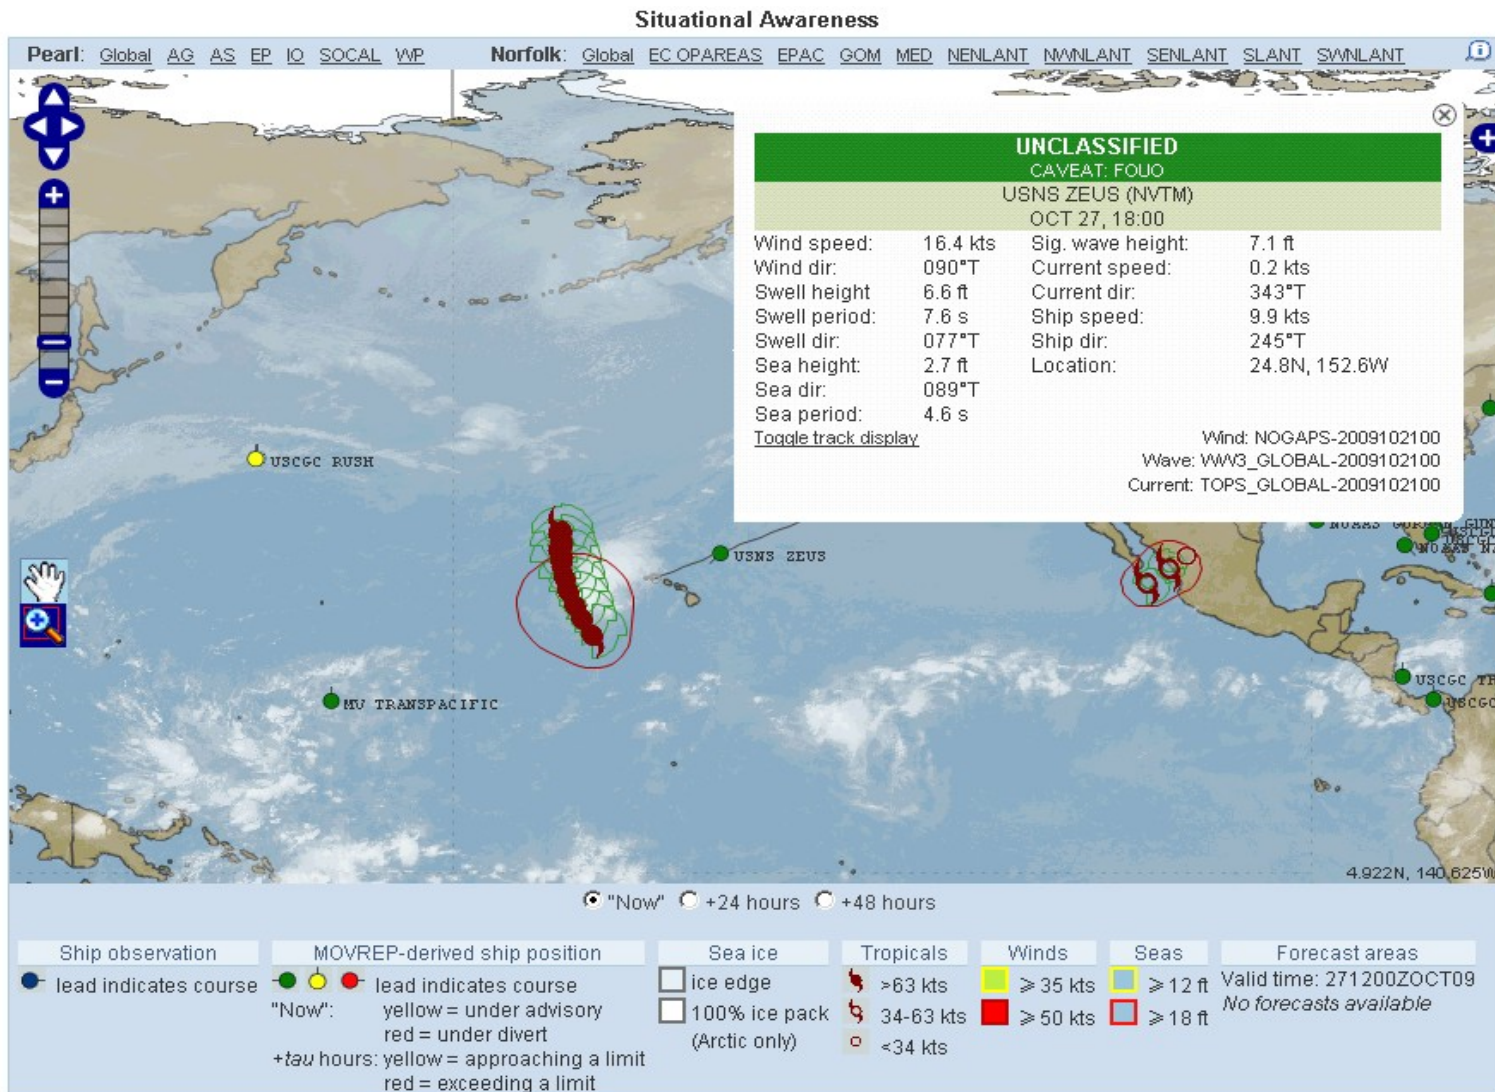 Situational Awareness
Pearl: Global AG AS EP IO SOCAL WP Norfolk: Global EC OPAREAS EPAC GOM MED NENLANT NWNLANT SENLANT SLANT SWNLANT
UNCLASSIFIED
CAVEAT: FOUO
USNS ZEUS (NVTM)
OCT 27, 18:00
Wind speed: 16.4 kts Sig. wave height: 7.1 ft
Wind dir: 090°T Current speed: 0.2 kts
Swell height 6.6 ft Current dir: 343°T
Swell period: 7.6 s Ship speed: 9.9 kts
Swell dir: 077°T Ship dir: 245°T
Sea height: 2.7 ft Location: 24.8N, 152.6W
Sea dir: 089°T
Sea period: 4.6 s
Toggle track display
Wind: NOGAPS-2009102100
Wave: WW3_GLOBAL-2009102100
Current: TOPS_GLOBAL-2009102100
USCGC RUSH
USNS ZEUS
MV TRANSPACIFIC
USCGC
USCGC
4.922N, 140.625W
"Now" +24 hours +48 hours
Ship observation MOVREP-derived ship position Sea ice Tropicals Winds Seas Forecast areas
lead indicates course lead indicates course ice edge >63 kts ≥ 35 kts ≥ 12 ft Valid time: 271200ZOCT09
"Now": yellow = under advisory 100% ice pack 34-63 kts ≥ 50 kts ≥ 18 ft No forecasts available
red = under divert (Arctic only) <34 kts
+tau hours: yellow = approaching a limit
red = exceeding a limit